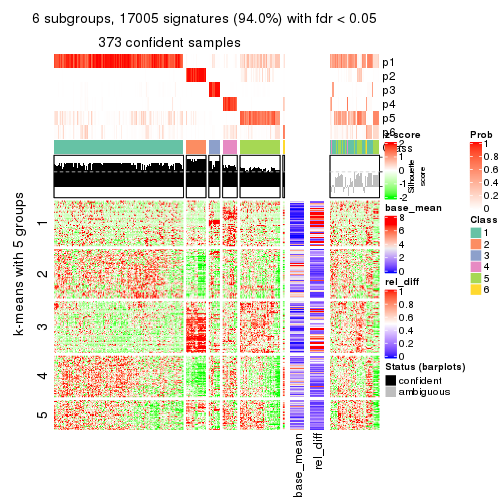 6 subgroups, 17005 signatures (94.0%) with fdr < 0.05
373 confident samples
p1
p2
p3
p4
p5
p6
Class
z-score
2
-2
Silhouette
score
Prob
1
0.8
0.6
0.4
0.2
0
base_mean
8
6
4
2
0
Class
1
2
3
4
5
6
rel_diff
1
0.8
0.6
0.4
0.2
0
Status (barplots)
confident
ambiguous
k-means with 5 groups
1
2
3
4
5
base_mean
rel_diff